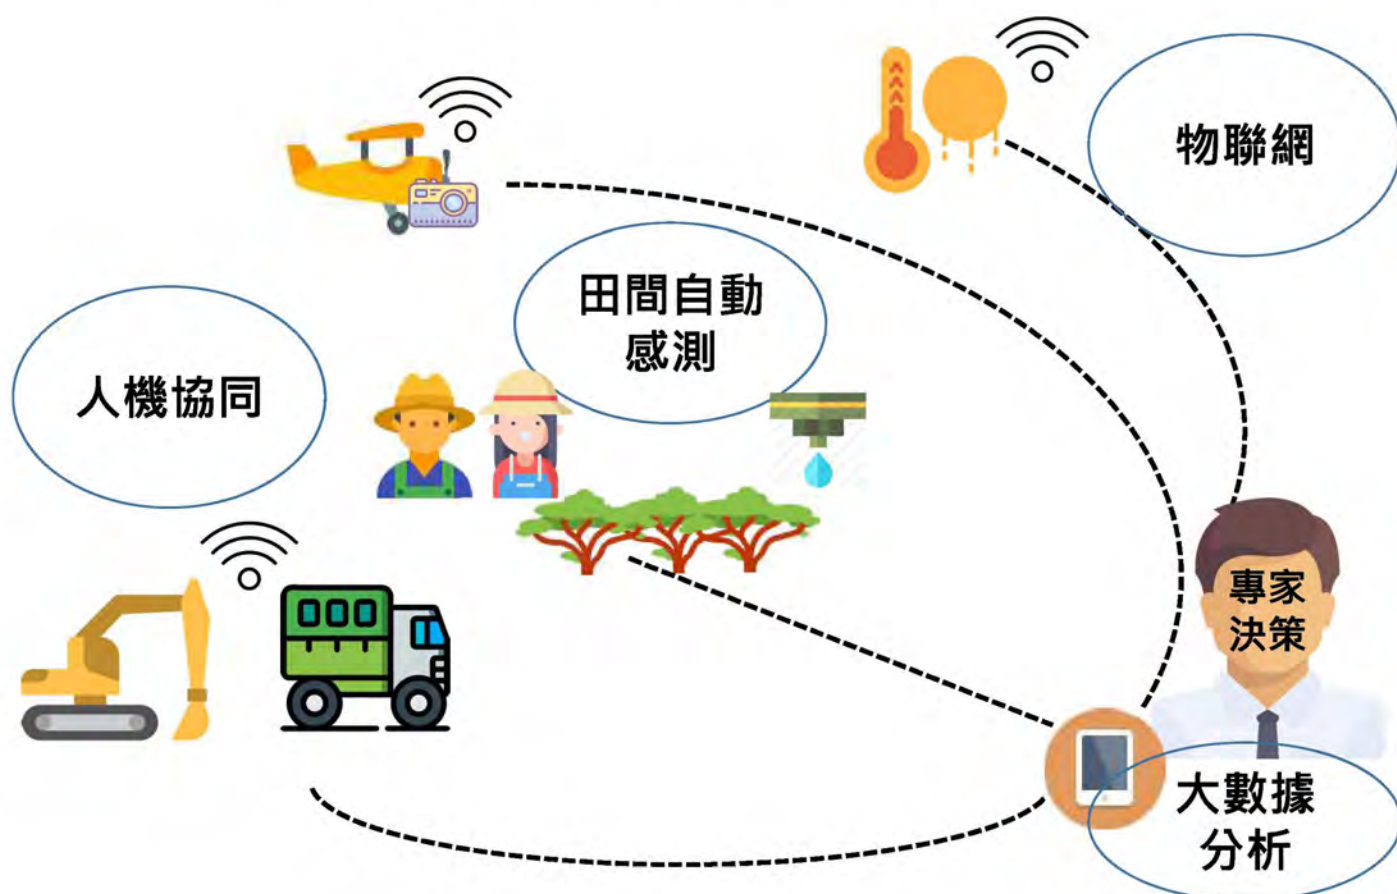 物聯網
田間自動
感測
人機協同
專家
決策
大數據
分析